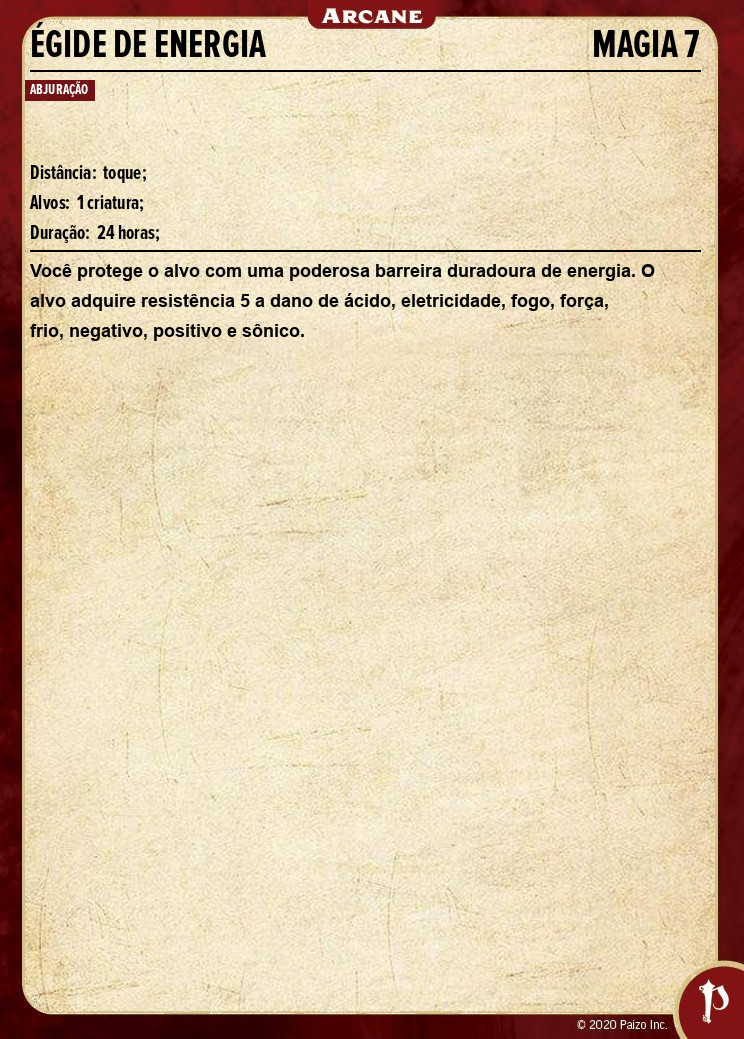 ARCANE
ÉGIDE DE ENERGIA MAGIA 7
ABJURAÇÃO
Distância: toque;
Alvos: 1 criatura;
Duração: 24 horas;
Você protege o alvo com uma poderosa barreira duradoura de energia. O
alvo adquire resistência 5 a dano de ácido, eletricidade, fogo, força,
frio, negativo, positivo e sônico.
© 2020 Paizo Inc.